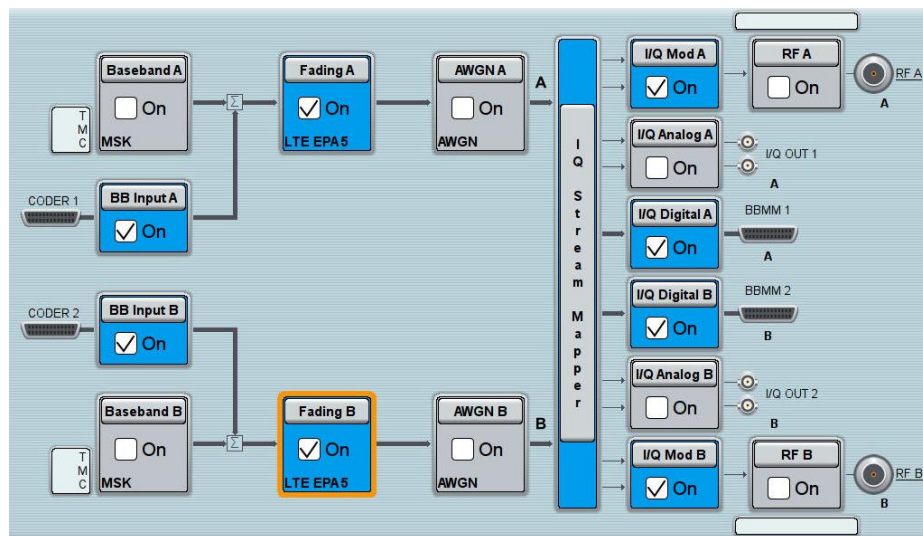 Baseband A
On
MSK
T
M
C
Fading A
On
LTE EPA5
AWGN A
On
AWGN
A
I/Q Mod A
On
RF A
On
RF A
A
I/Q Analog A
On
I/Q OUT 1
A
CODER 1
BB Input A
On
I/Q Digital A
On
BBMM 1
A
I Q Stream Mapper
CODER 2
BB Input B
On
I/Q Digital B
On
BBMM 2
B
I/Q Analog B
On
I/Q OUT 2
B
Baseband B
On
MSK
T
M
C
Fading B
On
LTE EPA5
AWGN B
On
AWGN
B
I/Q Mod B
On
RF B
On
RF B
B